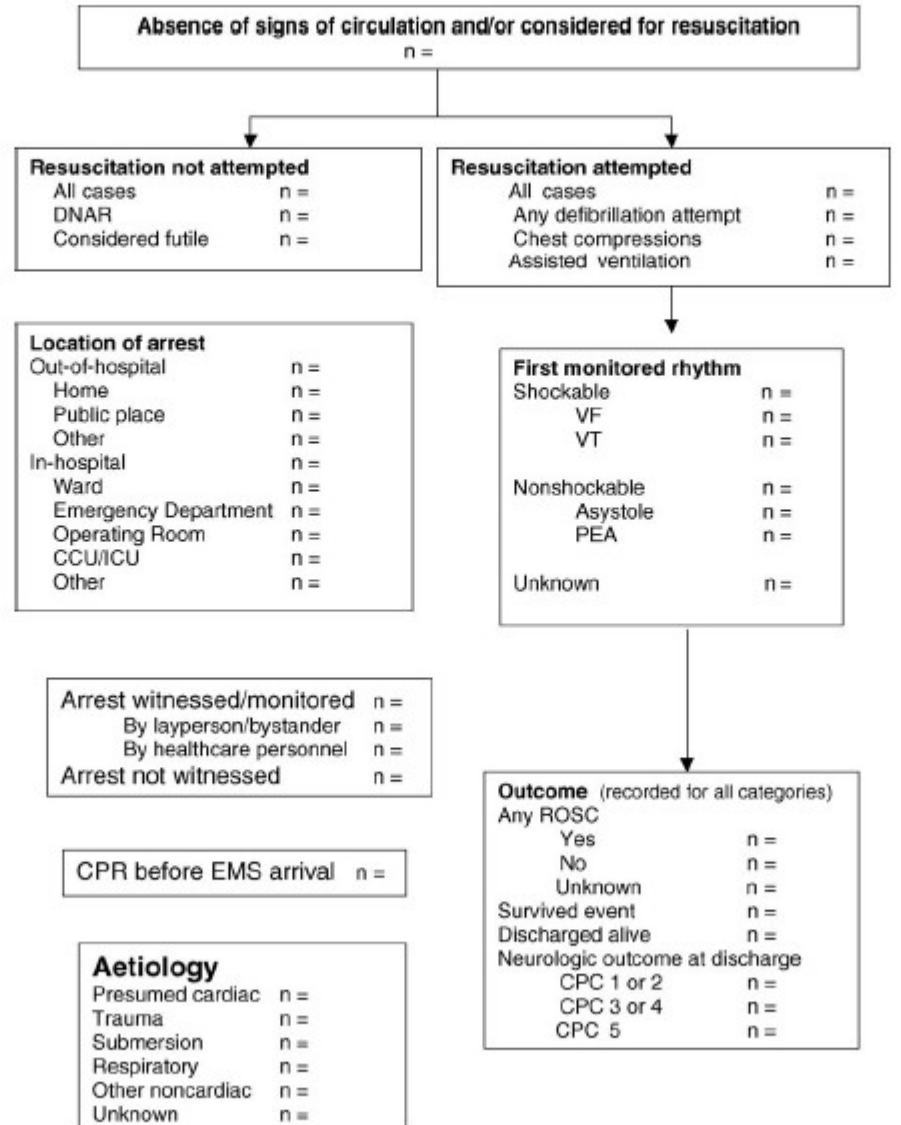 Absence of signs of circulation and/or considered for resuscitation
n =
Resuscitation not attempted
All cases n =
DNAR n =
Considered futile n =
Resuscitation attempted
All cases n =
Any defibrillation attempt n =
Chest compressions n =
Assisted ventilation n =
Location of arrest
Out-of-hospital n =
Home n =
Public place n =
Other n =
In-hospital n =
Ward n =
Emergency Department n =
Operating Room n =
CCU/ICU n =
Other n =
First monitored rhythm
Shockable n =
VF n =
VT n =
Nonshockable n =
Asystole n =
PEA n =
Unknown n =
Arrest witnessed/monitored n =
By layperson/bystander n =
By healthcare personnel n =
Arrest not witnessed n =
CPR before EMS arrival n =
Aetiology
Presumed cardiac n =
Trauma n =
Submersion n =
Respiratory n =
Other noncardiac n =
Unknown n =
Outcome (recorded for all categories)
Any ROSC
Yes n =
No n =
Unknown n =
Survived event n =
Discharged alive n =
Neurologic outcome at discharge
CPC 1 or 2 n =
CPC 3 or 4 n =
CPC 5 n =